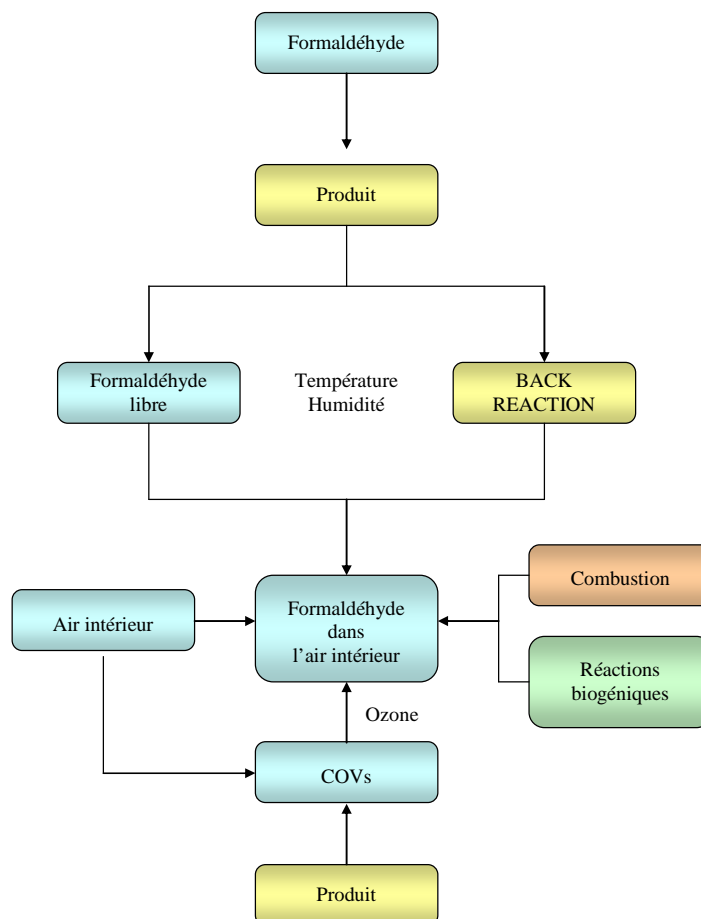 Formaldéhyde
Produit
Formaldéhyde
libre
Température
Humidité
BACK
REACTION
Air intérieur
Formaldéhyde
dans
l’air intérieur
Combustion
Réactions
biogéniques
Ozone
COVs
Produit